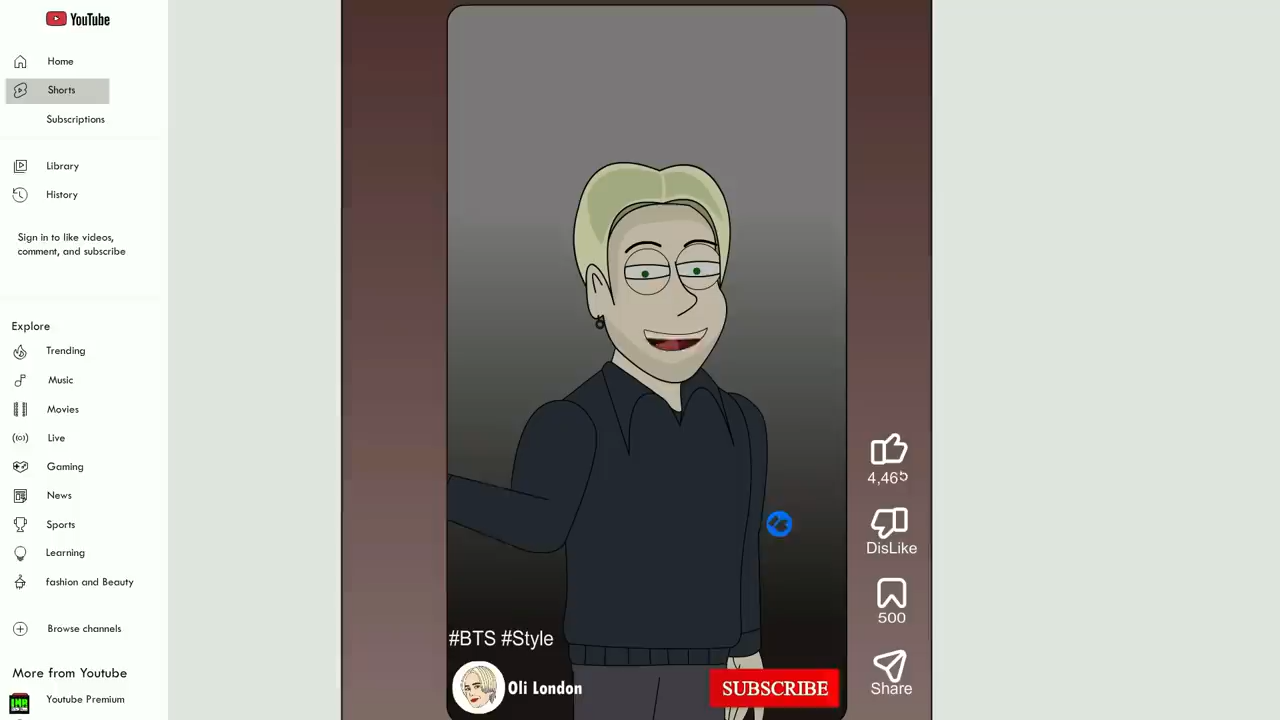 YouTube
Home
Shorts
Subscriptions
Library
History
Sign in to like videos,
comment, and subscribe
Explore
Trending
Music
Movies
Live
Gaming
News
Sports
Learning
fashion and Beauty
Browse channels
More from Youtube
Youtube Premium
#BTS #Style
Oli London
SUBSCRIBE
4,465
DisLike
500
Share